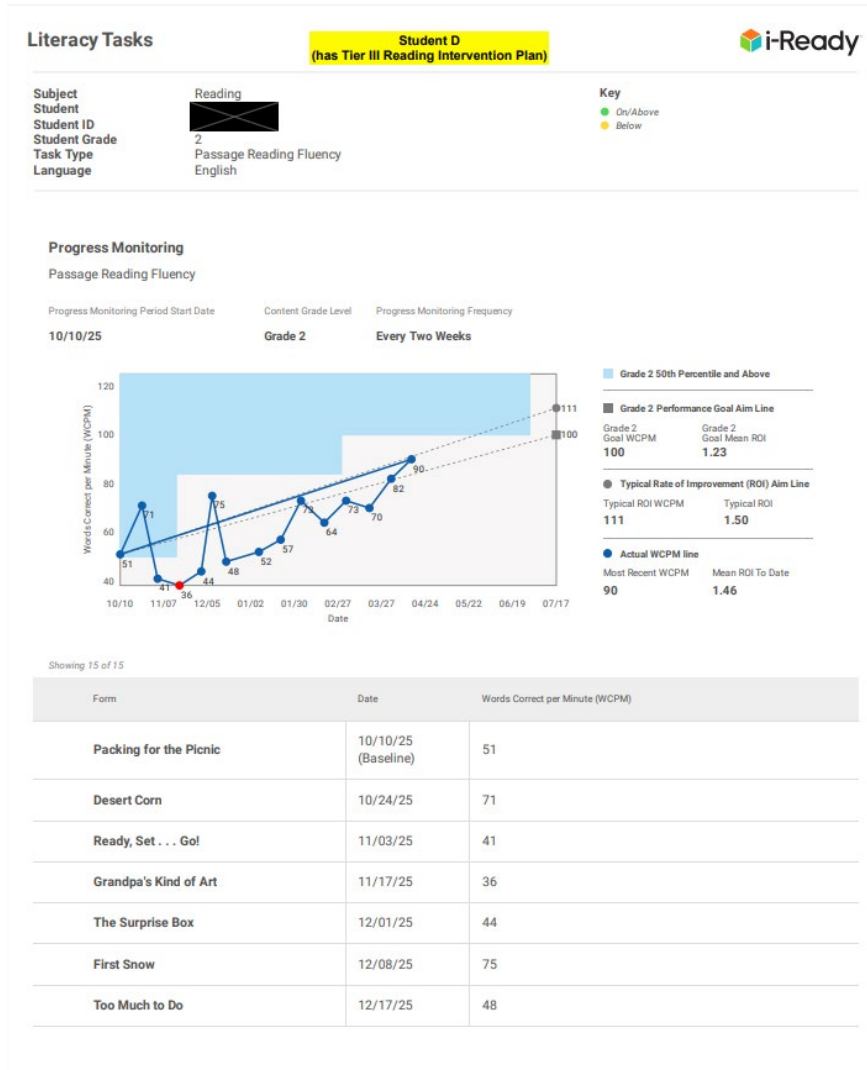 Literacy Tasks
Student D
(has Tier III Reading Intervention Plan)
i-Ready
Subject Reading
Student
Student ID
Student Grade 2
Task Type Passage Reading Fluency
Language English
Key
On/Above
Below
Progress Monitoring
Passage Reading Fluency
Progress Monitoring Period Start Date Content Grade Level Progress Monitoring Frequency
10/10/25 Grade 2 Every Two Weeks
Words Correct per Minute (WCPM)
120
100
80
60
40
51
71
41
36
44
75
48
52
57
73
64
73
70
82
90
111
100
10/10 11/07 12/05 01/02 01/30 02/27 03/27 04/24 05/22 06/19 07/17
Date
Grade 2 50th Percentile and Above
Grade 2 Performance Goal Aim Line
Grade 2 Goal WCPM Grade 2 Goal Mean ROI
100 1.23
Typical Rate of Improvement (ROI) Aim Line
Typical ROI WCPM Typical ROI
111 1.50
Actual WCPM line
Most Recent WCPM Mean ROI To Date
90 1.46
Showing 15 of 15
Form Date Words Correct per Minute (WCPM)
Packing for the Picnic 10/10/25 (Baseline) 51
Desert Corn 10/24/25 71
Ready, Set . . . Go! 11/03/25 41
Grandpa's Kind of Art 11/17/25 36
The Surprise Box 12/01/25 44
First Snow 12/08/25 75
Too Much to Do 12/17/25 48